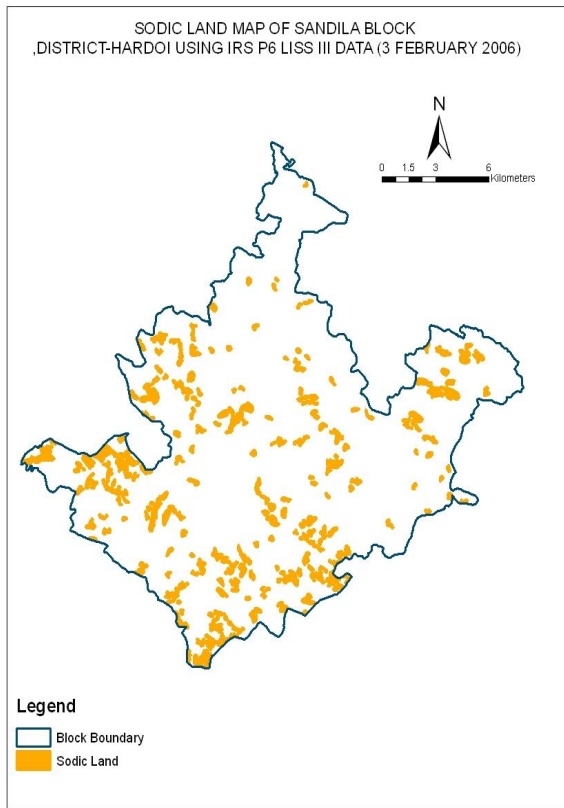 SODIC LAND MAP OF SANDILA BLOCK
,DISTRICT-HARDOI USING IRS P6 LISS III DATA (3 FEBRUARY 2006)
N
0 1.5 3 6
Kilometers
Legend
Block Boundary
Sodic Land